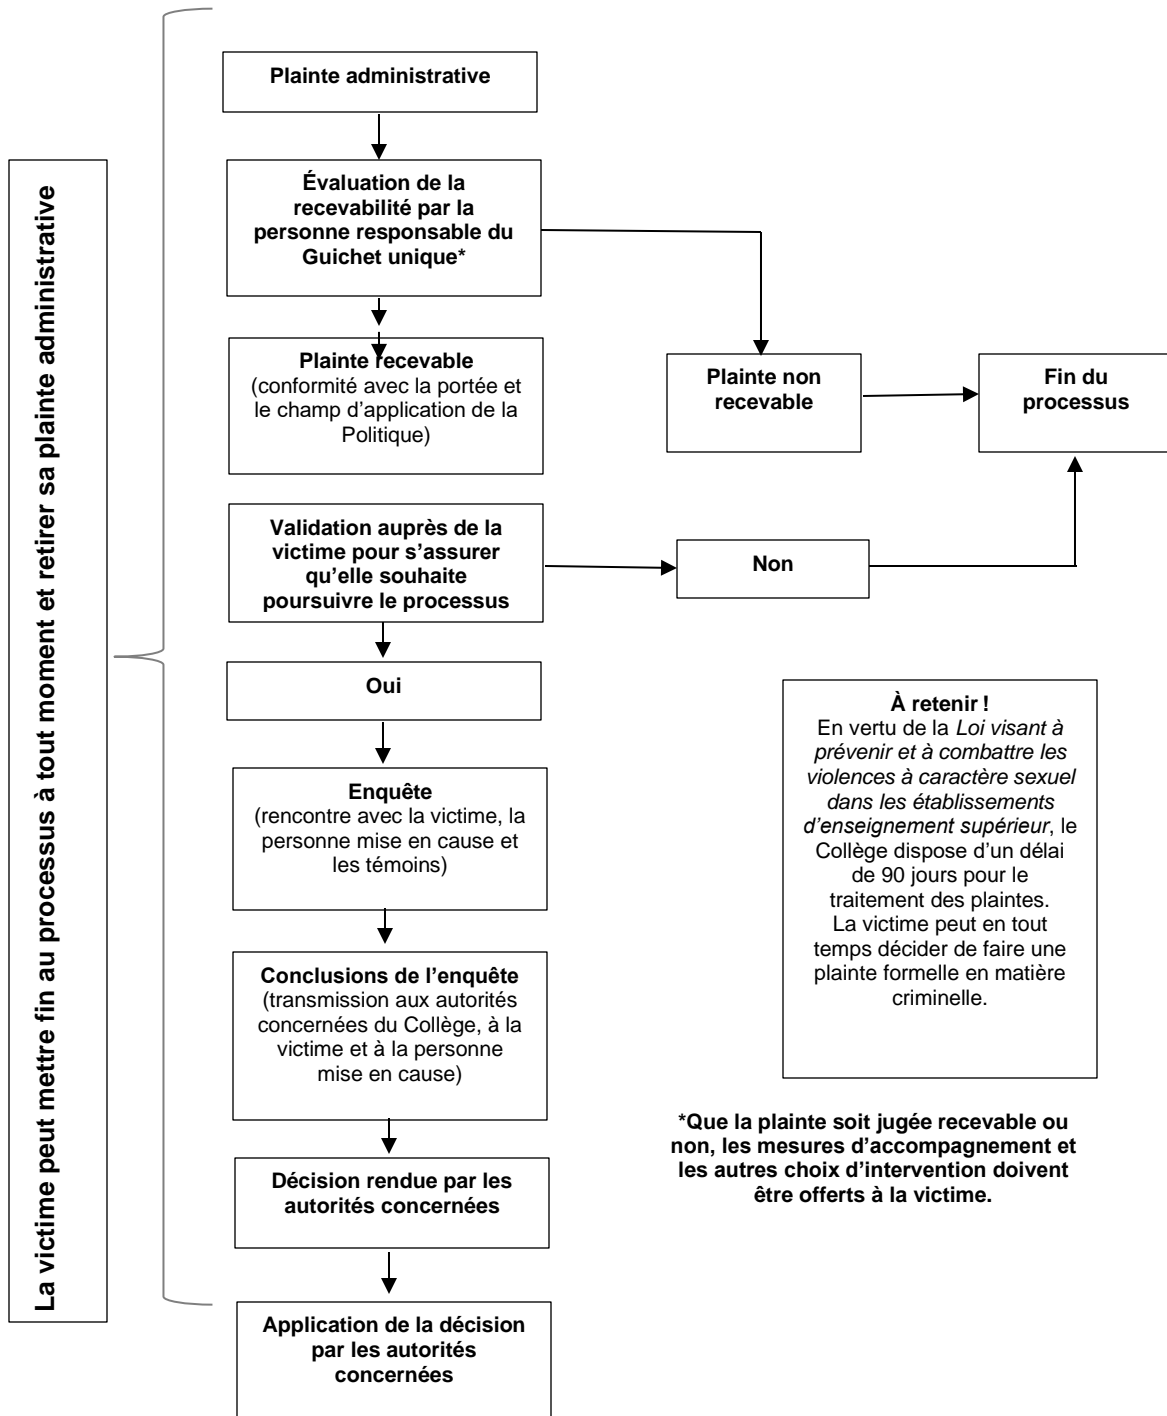 La victime peut mettre fin au processus à tout moment et retirer sa plainte administrative
Plainte administrative
Évaluation de la
recevabilité par la
personne responsable du
Guichet unique*
Plainte recevable
(conformité avec la portée et
le champ d'application de la
Politique)
Plainte non
recevable
Fin du
processus
Validation auprès de la
victime pour s'assurer
qu'elle souhaite
poursuivre le processus
Non
Oui
Enquête
(rencontre avec la victime, la
personne mise en cause et
les témoins)
Conclusions de l'enquête
(transmission aux autorités
concernées du Collège, à la
victime et à la personne
mise en cause)
Décision rendue par les
autorités concernées
Application de la décision
par les autorités
concernées
À retenir !
En vertu de la Loi visant à
prévenir et à combattre les
violences à caractère sexuel
dans les établissements
d'enseignement supérieur, le
Collège dispose d'un délai
de 90 jours pour le
traitement des plaintes.
La victime peut en tout
temps décider de faire une
plainte formelle en matière
criminelle.
*Que la plainte soit jugée recevable ou
non, les mesures d'accompagnement et
les autres choix d'intervention doivent
être offerts à la victime.